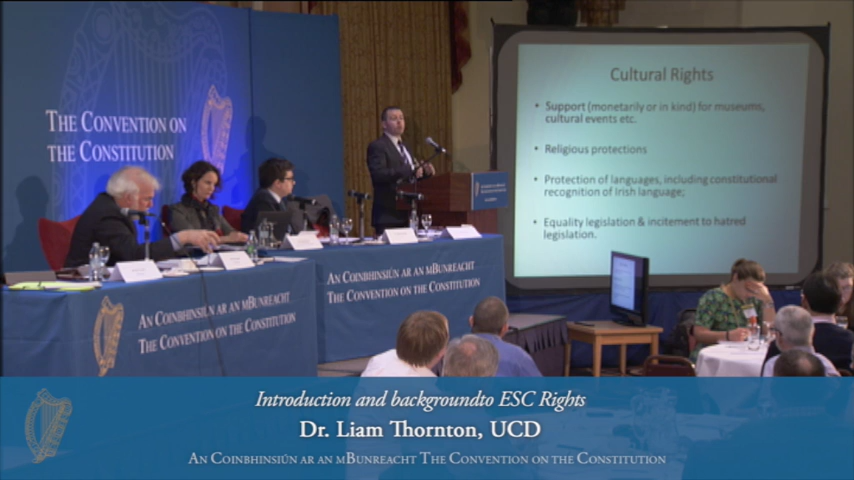 THE CONVENTION ON
THE CONSTITUTION
Cultural Rights
• Support (monetarily or in kind) for museums,
cultural events etc.
• Religious protections
• Protection of languages, including constitutional
recognition of Irish language;
• Equality legislation & incitement to hatred
legislation.
AN COINBHINSIÚN AR AN MBUNREACHT
THE CONVENTION ON THE CONSTITUTION
AN COINBHINSIÚN AR AN MBUNREACHT
THE CONVENTION ON THE CONSTITUTION
Introduction and backgroundto ESC Rights
Dr. Liam Thornton, UCD
AN COINBHINSIÚN AR AN MBUNREACHT THE CONVENTION ON THE CONSTITUTION